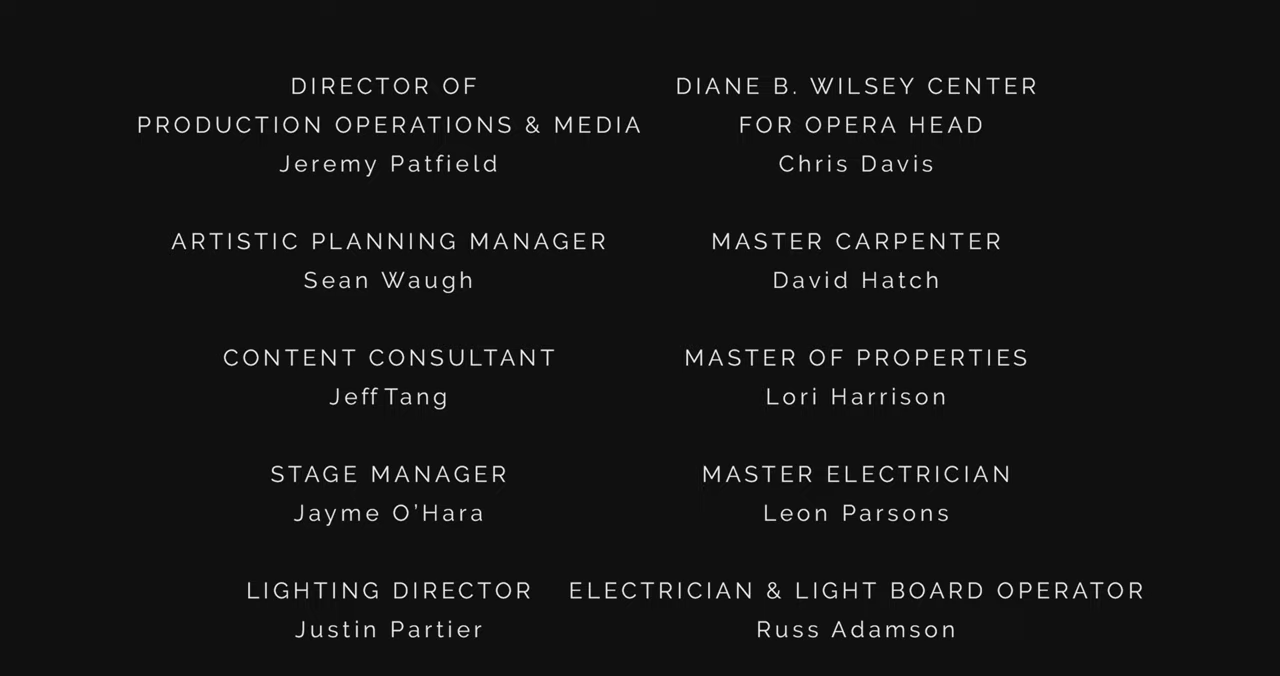 DIRECTOR OF
PRODUCTION OPERATIONS & MEDIA
Jeremy Patfield
ARTISTIC PLANNING MANAGER
Sean Waugh
CONTENT CONSULTANT
Jeff Tang
STAGE MANAGER
Jayme O’Hara
LIGHTING DIRECTOR
Justin Partier
DIANE B. WILSEY CENTER
FOR OPERA HEAD
Chris Davis
MASTER CARPENTER
David Hatch
MASTER OF PROPERTIES
Lori Harrison
MASTER ELECTRICIAN
Leon Parsons
ELECTRICIAN & LIGHT BOARD OPERATOR
Russ Adamson